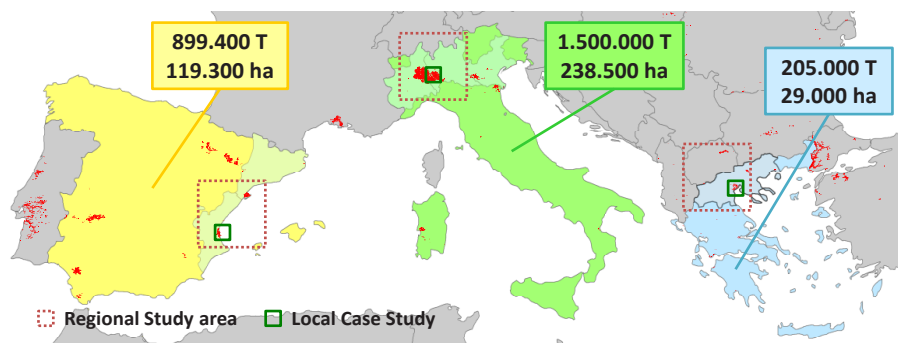 899.400 T
119.300 ha
1.500.000 T
238.500 ha
205.000 T
29.000 ha
Regional Study area
Local Case Study